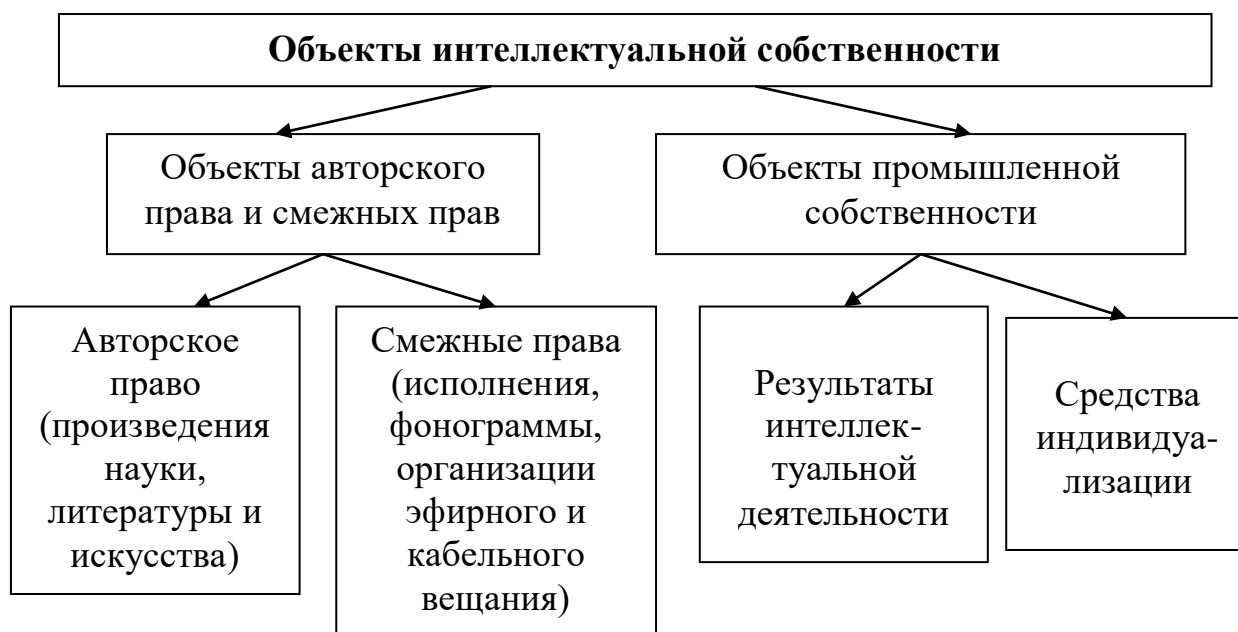 Объекты интеллектуальной собственности
Объекты авторского
права и смежных прав
Объекты промышленной
собственности
Авторское
право
(произведения
науки,
литературы и
искусства)
Смежные права
(исполнения,
фонограммы,
организации
эфирного и
кабельного
вещания)
Результаты
интеллек-
туальной
деятельности
Средства
индивидуа-
лизации